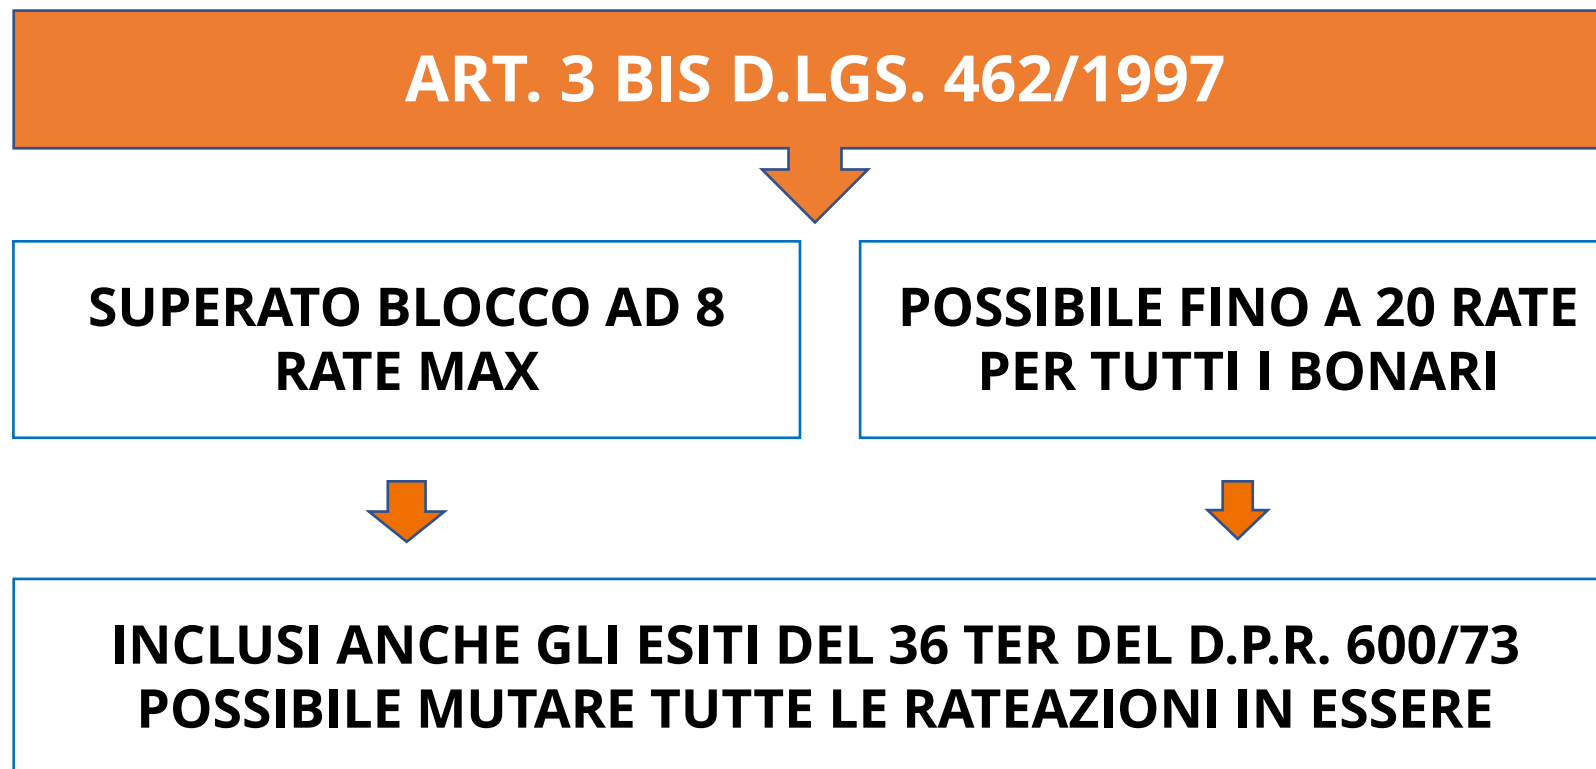 ART. 3 BIS D.LGS. 462/1997
SUPERATO BLOCCO AD 8
RATE MAX
POSSIBILE FINO A 20 RATE
PER TUTTI I BONARI
INCLUSI ANCHE GLI ESITI DEL 36 TER DEL D.P.R. 600/73
POSSIBILE MUTARE TUTTE LE RATEAZIONI IN ESSERE